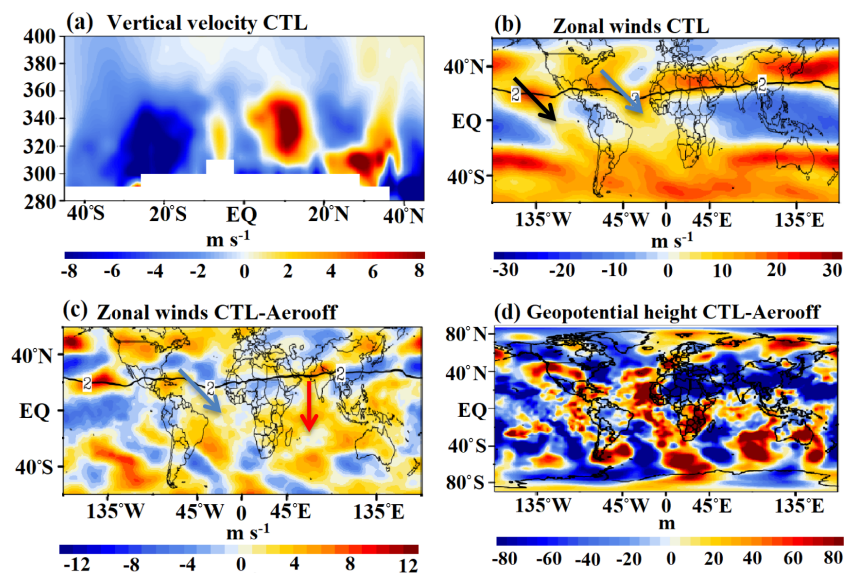 (a) Vertical velocity CTL
400
380
360
340
320
300
280
40°S 20°S EQ 20°N 40°N
m s-1
-8 -6 -4 -2 0 2 4 6 8
(b) Zonal winds CTL
40°N
EQ
40°S
2 2 2
135°W 45°W 0 45°E 135°E
m s-1
-30 -20 -10 0 10 20 30
(c) Zonal winds CTL-Aerooff
40°N
EQ
40°S
2 2 2
135°W 45°W 0 45°E 135°E
m s-1
-12 -8 -4 0 4 8 12
(d) Geopotential height CTL-Aerooff
80°N
40°N
EQ
40°S
80°S
135°W 45°W 0 45°E 135°E
m
-80 -60 -40 -20 0 20 40 60 80